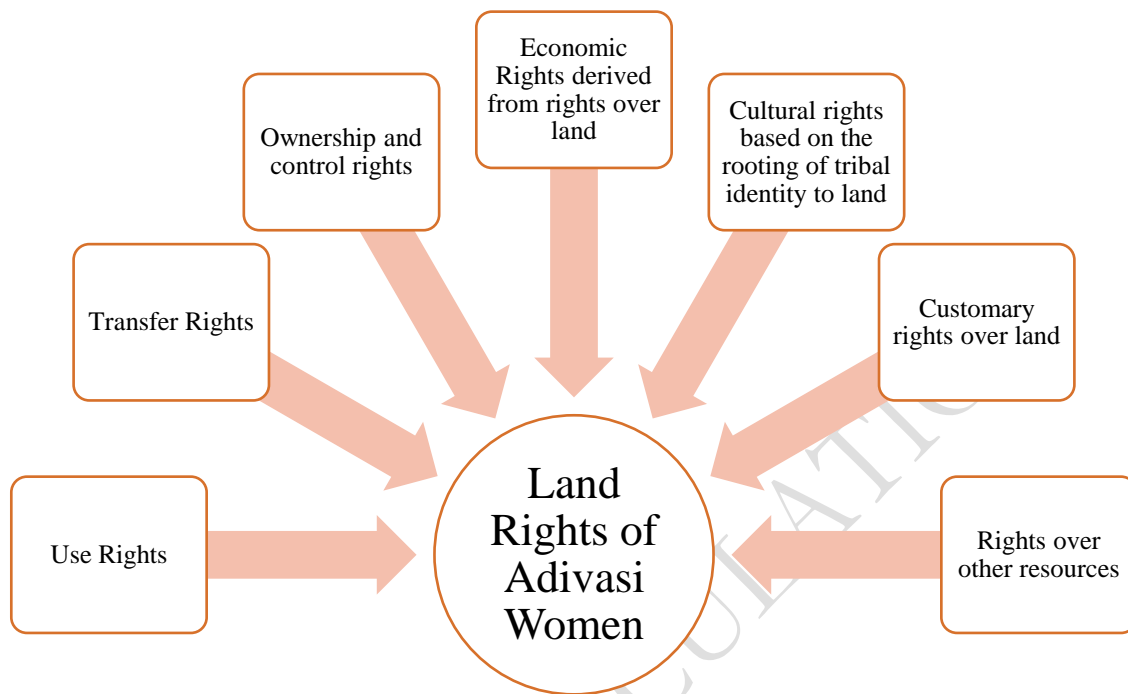 Economic
Rights derived
from rights over
land
Ownership and
control rights
Cultural rights
based on the
rooting of tribal
identity to land
Transfer Rights
Customary
rights over land
Use Rights
Land
Rights of
Adivasi
Women
Rights over
other resources